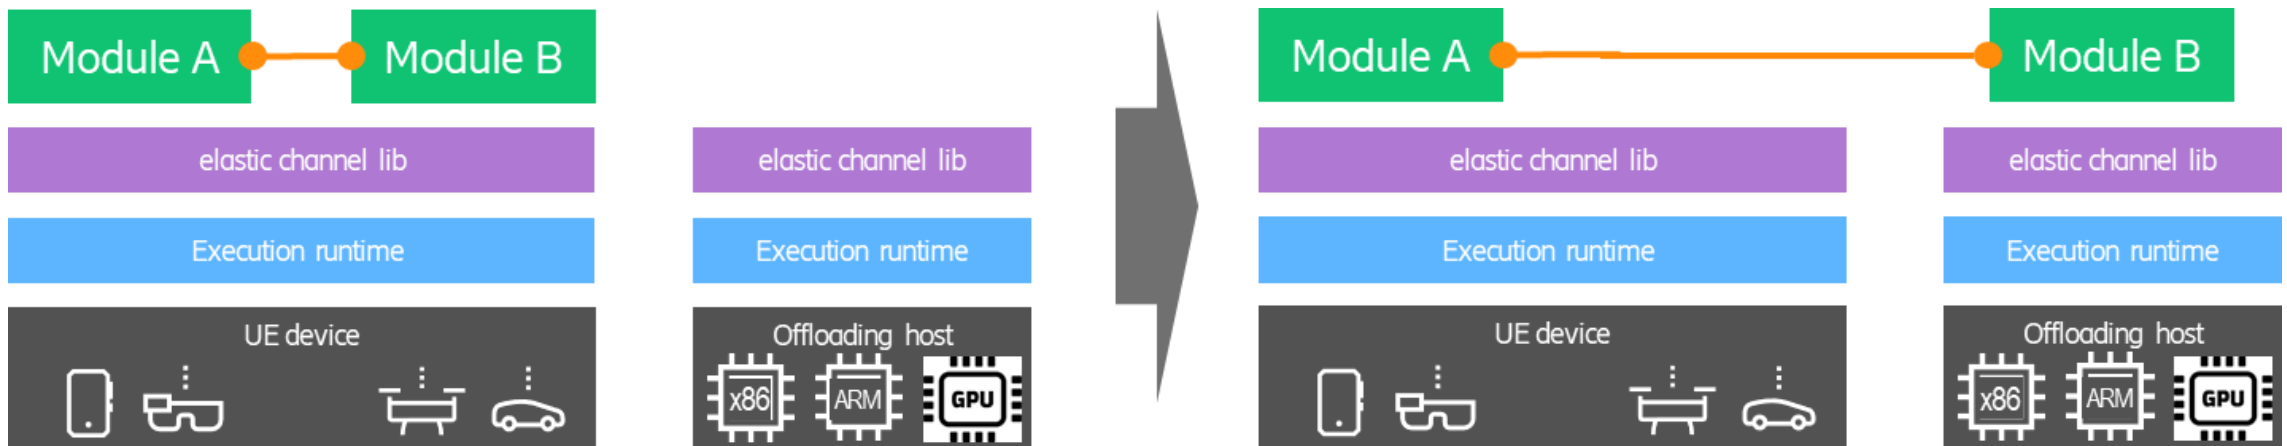 Module A
Module B
elastic channel lib
elastic channel lib
Execution runtime
Execution runtime
UE device
Offloading host
x86
ARM
GPU
Module A
Module B
elastic channel lib
elastic channel lib
Execution runtime
Execution runtime
UE device
Offloading host
x86
ARM
GPU